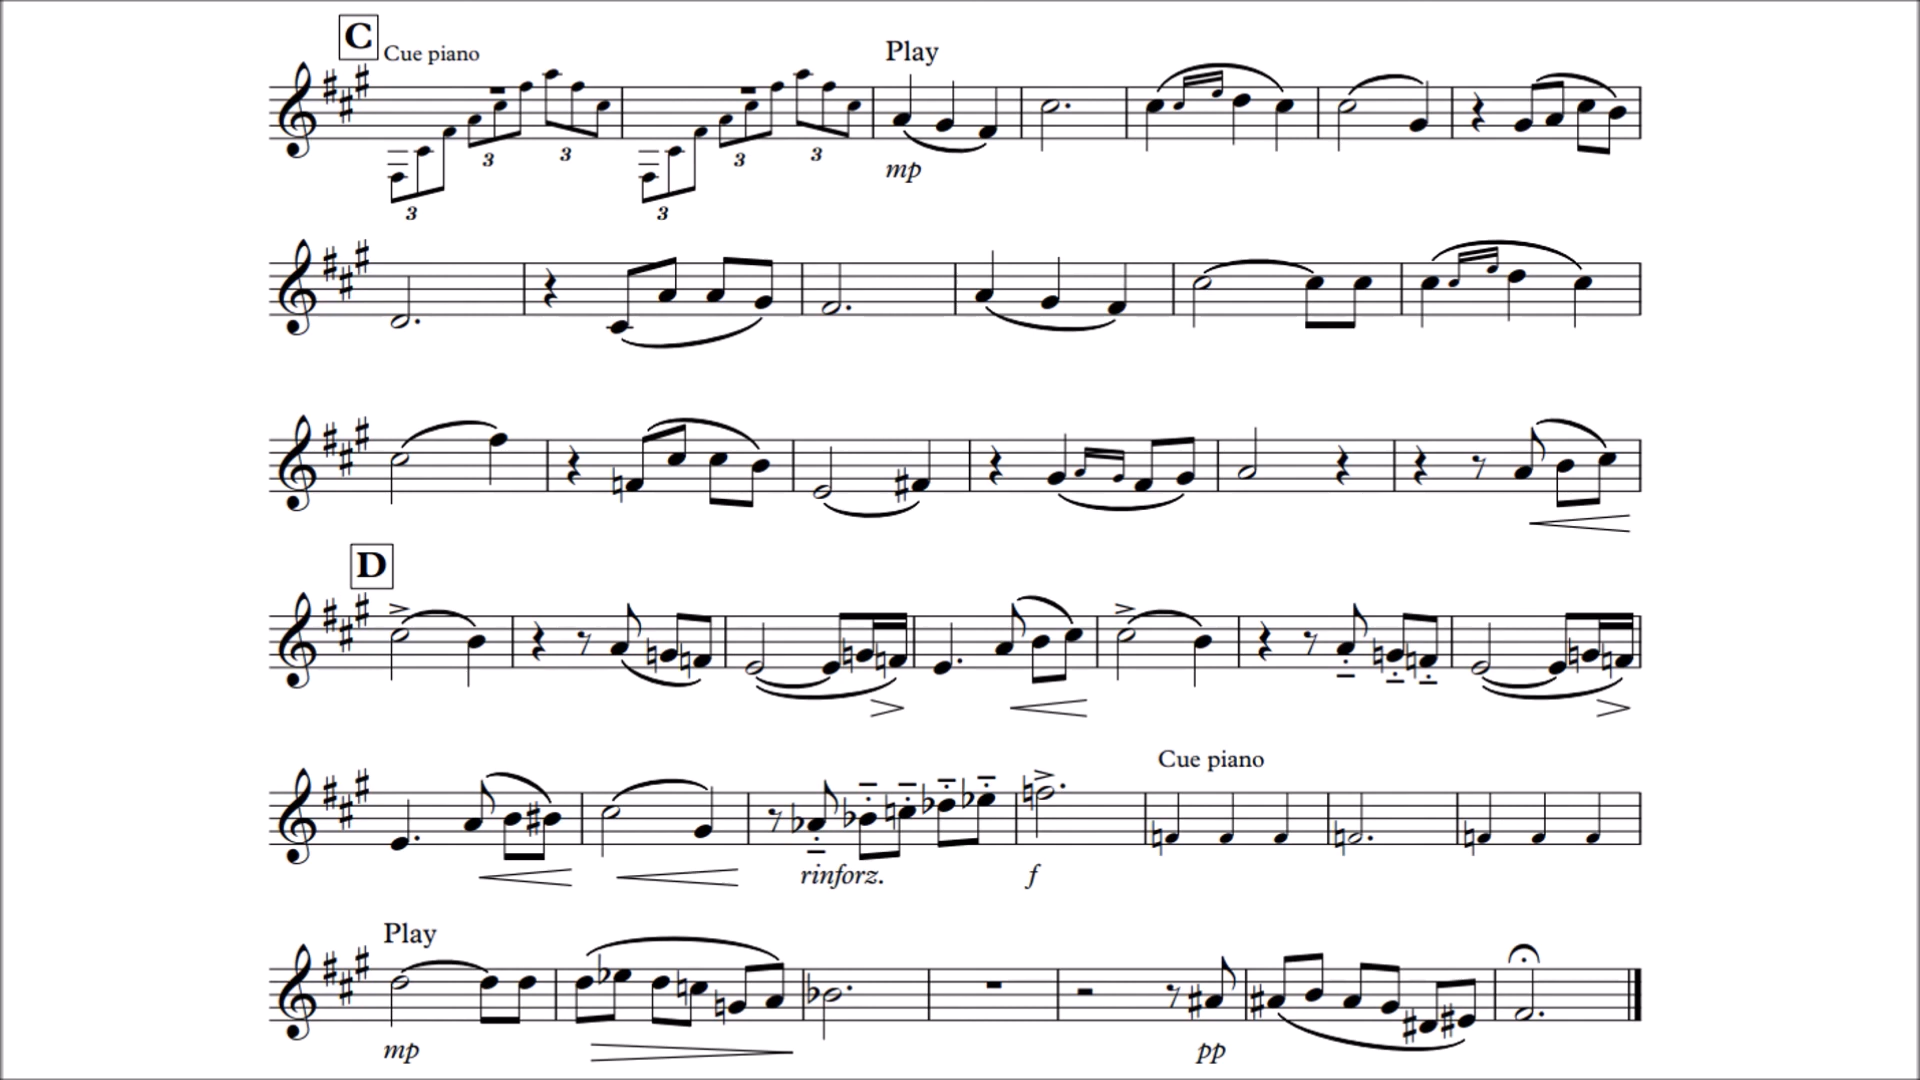 C
Cue piano
Play
3 3 3 3
3 3
mp
D
Cue piano
rinforz.
f
Play
mp
pp